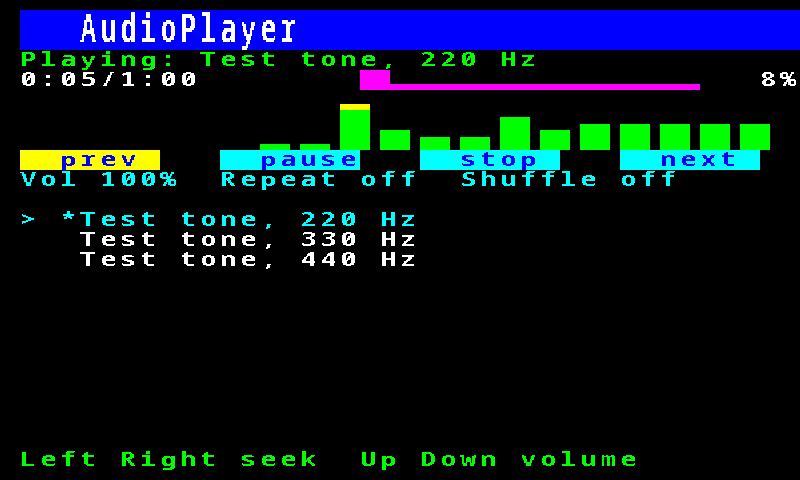 AudioPlayer
Playing: Test tone, 220 Hz
0:05/1:00 8%
prev pause stop next
Vol 100% Repeat off Shuffle off
> *Test tone, 220 Hz
Test tone, 330 Hz
Test tone, 440 Hz
Left Right seek Up Down volume